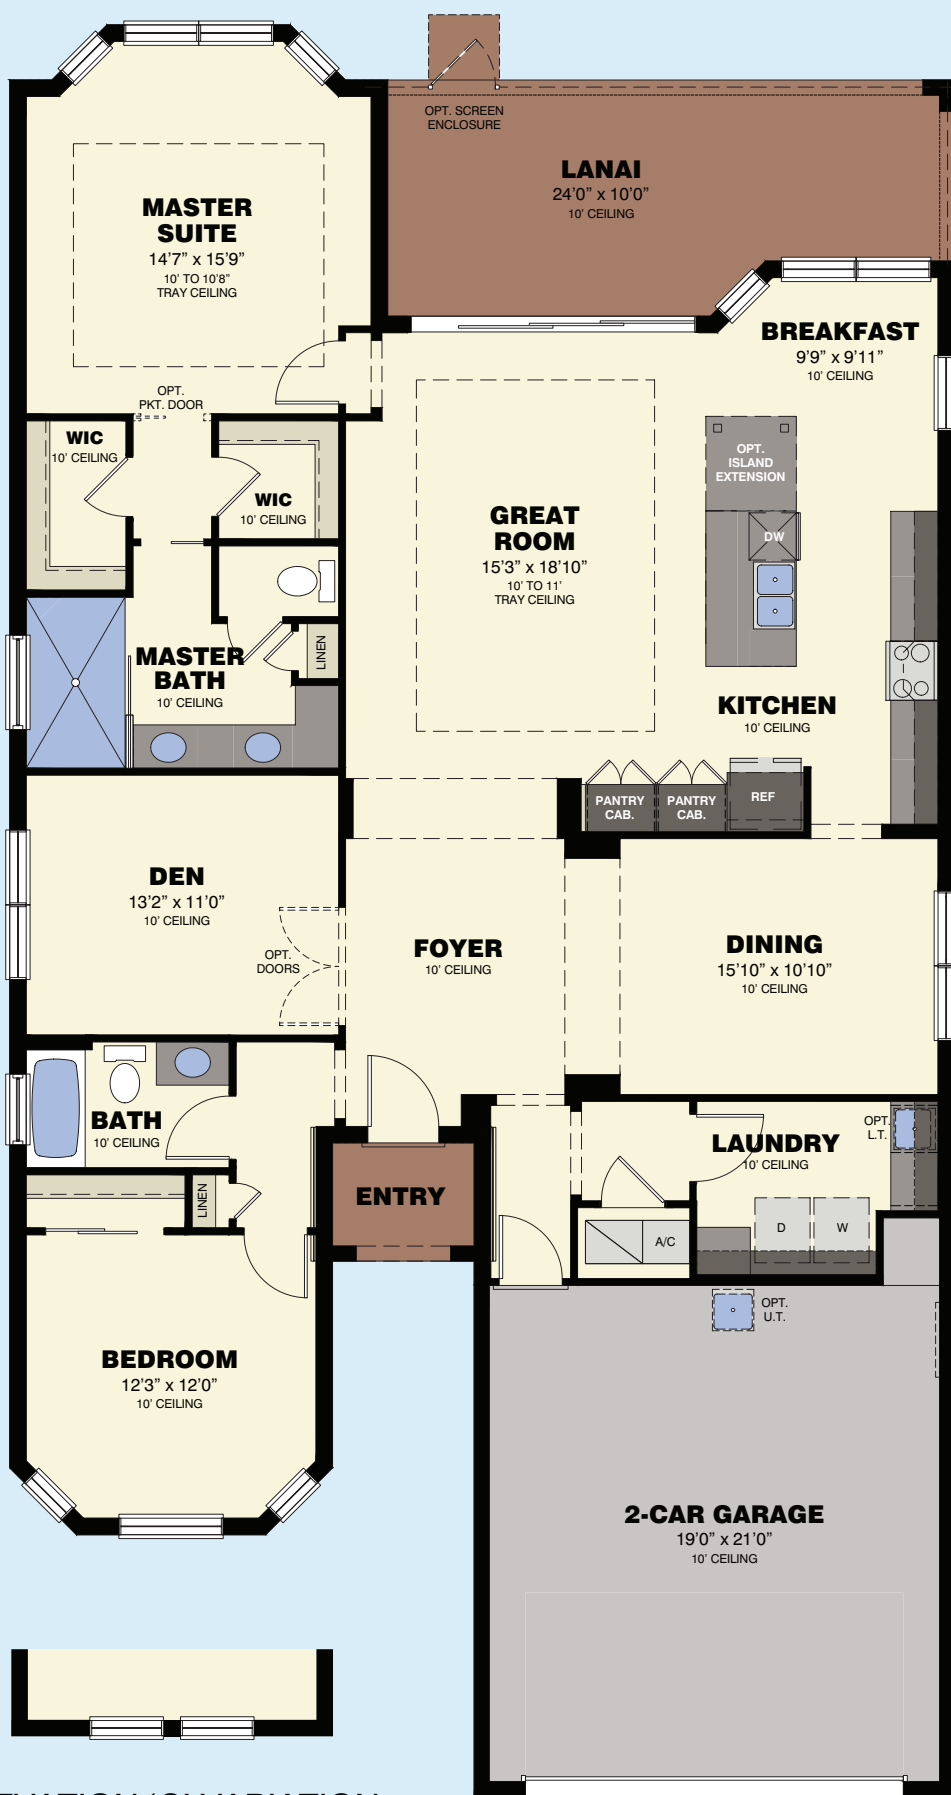 OPT. SCREEN
ENCLOSURE
LANAI
24'0" x 10'0"
10' CEILING
MASTER
SUITE
14'7" x 15'9"
10' TO 10'8"
TRAY CEILING
BREAKFAST
9'9" x 9'11"
10' CEILING
OPT.
PKT. DOOR
WIC
10' CEILING
WIC
10' CEILING
OPT.
ISLAND
EXTENSION
DW
GREAT
ROOM
15'3" x 18'10"
10' TO 11'
TRAY CEILING
LINEN
MASTER
BATH
10' CEILING
KITCHEN
10' CEILING
PANTRY
CAB.
PANTRY
CAB.
REF
DEN
13'2" x 11'0"
10' CEILING
OPT.
DOORS
FOYER
10' CEILING
DINING
15'10" x 10'10"
10' CEILING
BATH
10' CEILING
LINEN
ENTRY
LAUNDRY
10' CEILING
OPT.
L.T.
D
W
A/C
OPT.
U.T.
BEDROOM
12'3" x 12'0"
10' CEILING
2-CAR GARAGE
19'0" x 21'0"
10' CEILING